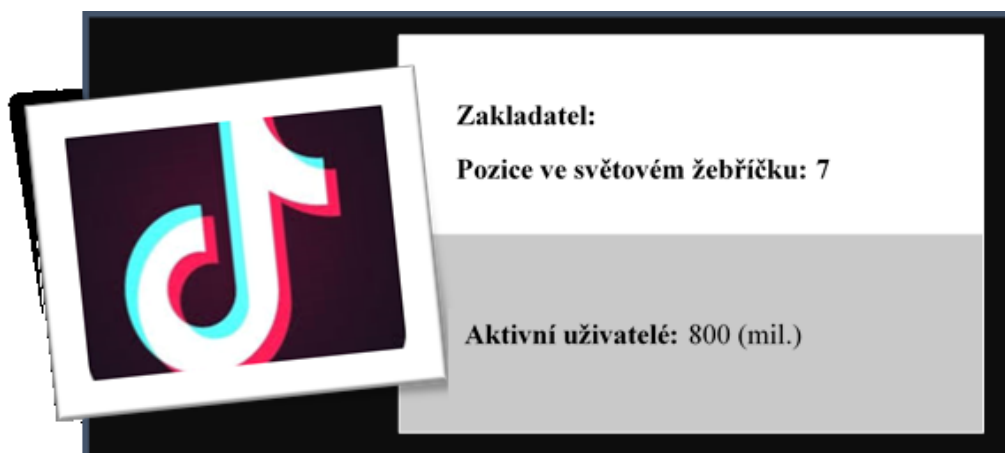 Zakladatel:
Pozice ve světovém žebříčku: 7
Aktivní uživatelé: 800 (mil.)